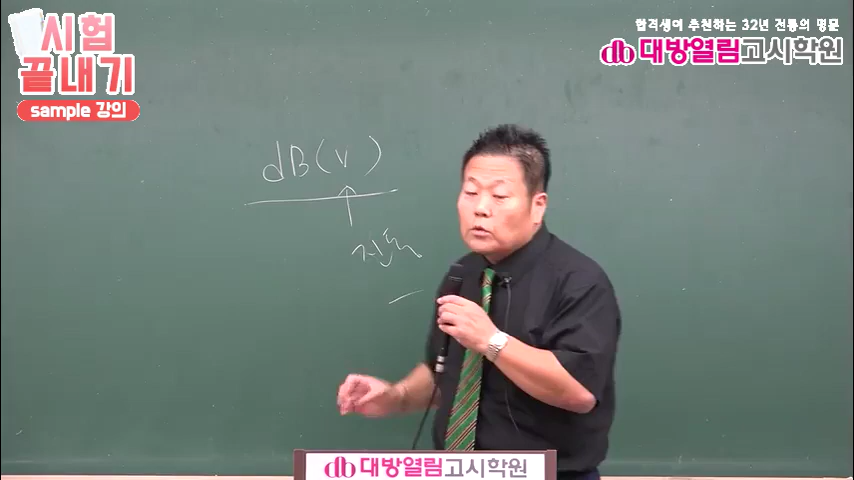 시험
끝내기
sample 강의
합격생이 추천하는 32년 전통의 명문
db 대방열림고시학원
dB(V)
진동
db 대방열림고시학원